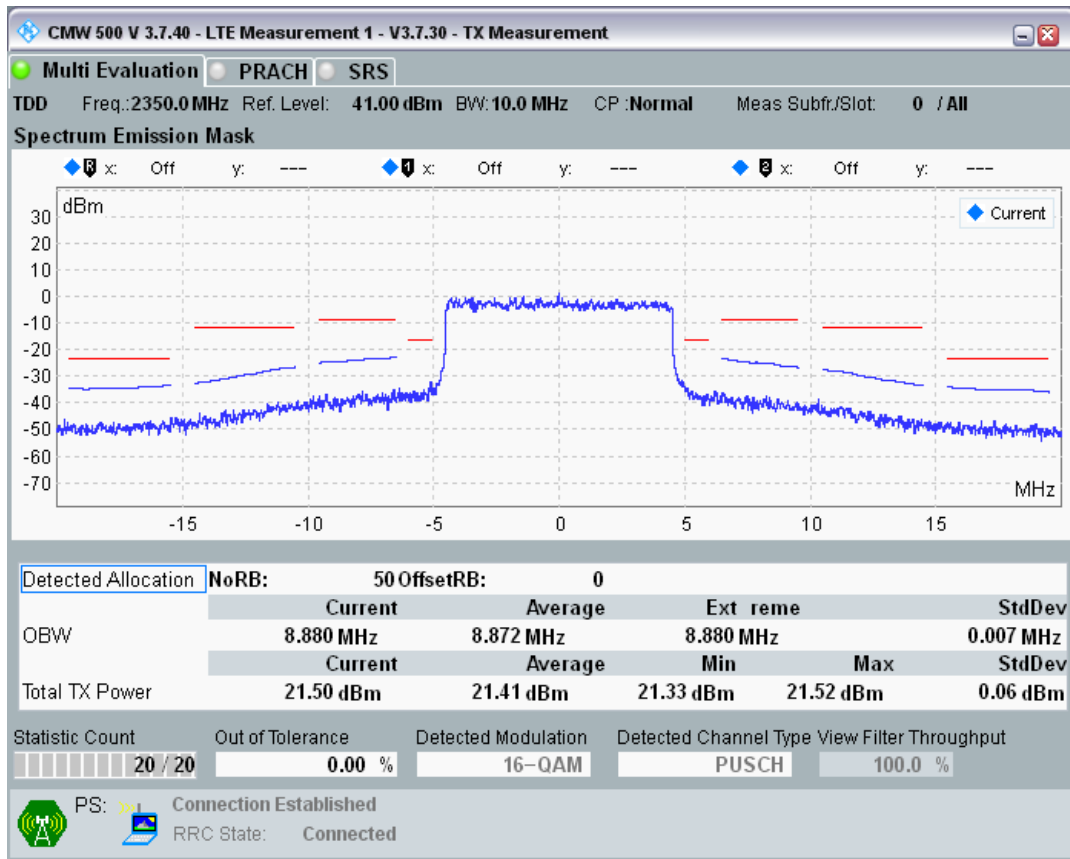 CMW 500 V 3.7.40 - LTE Measurement 1 - V3.7.30 - TX Measurement
Multi Evaluation PRACH SRS
TDD Freq.:2350.0 MHz Ref. Level: 41.00 dBm BW:10.0 MHz CP :Normal Meas Subfr./Slot: 0 / All
Spectrum Emission Mask
R x: Off y: --- 1 x: Off y: --- 2 x: Off y: ---
dBm
Current
30
20
10
0
-10
-20
-30
-40
-50
-60
-70
MHz
-15 -10 -5 0 5 10 15
Detected Allocation NoRB: 50 OffsetRB: 0
Current Average Ext reme StdDev
OBW 8.880 MHz 8.872 MHz 8.880 MHz 0.007 MHz
Current Average Min Max StdDev
Total TX Power 21.50 dBm 21.41 dBm 21.33 dBm 21.52 dBm 0.06 dBm
Statistic Count Out of Tolerance Detected Modulation Detected Channel Type View Filter Throughput
20 / 20 0.00 % 16-QAM PUSCH 100.0 %
PS: Connection Established
RRC State: Connected